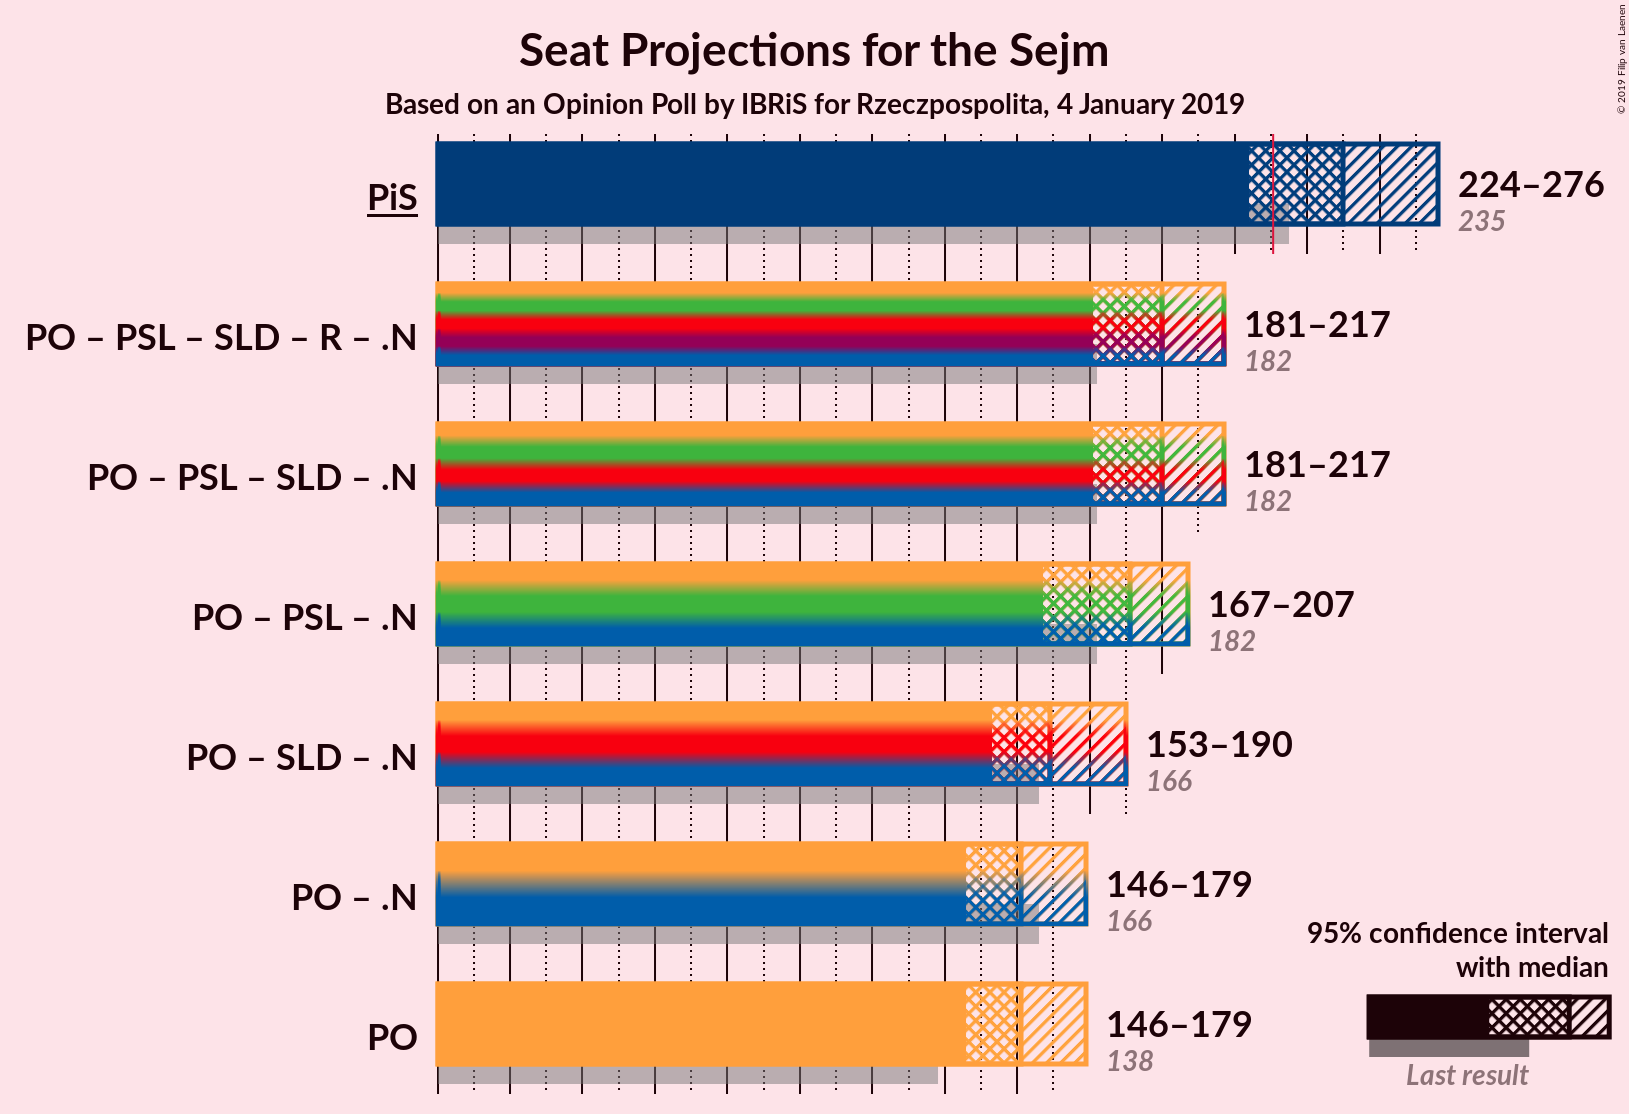 Seat Projections for the Sejm
Based on an Opinion Poll by IBRiS for Rzeczpospolita, 4 January 2019
© 2019 Filip van Laenen
PiS
224–276
235
PO – PSL – SLD – R – .N
181–217
182
PO – PSL – SLD – .N
181–217
182
PO – PSL – .N
167–207
182
PO – SLD – .N
153–190
166
PO – .N
146–179
166
PO
146–179
138
95% confidence interval
with median
Last result